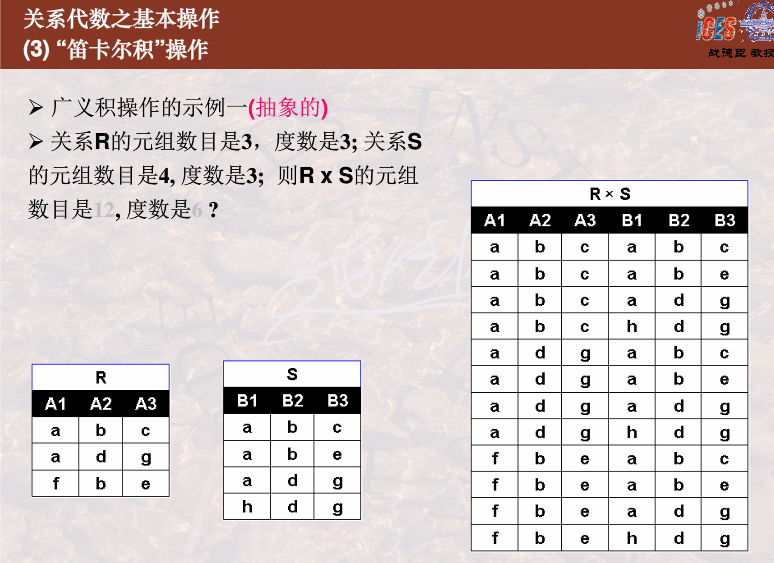 关系代数之基本操作
(3) “笛卡尔积”操作
iCES
战德臣 教授
➢ 广义积操作的示例一(抽象的)
➢ 关系R的元组数目是3，度数是3; 关系S
的元组数目是4, 度数是3;  则R x S的元组
数目是12, 度数是6 ?
R × S
A1 A2 A3 B1 B2 B3
a b c a b c
a b c a b e
a b c a d g
a b c h d g
a d g a b c
a d g a b e
a d g a d g
a d g h d g
f b e a b c
f b e a b e
f b e a d g
f b e h d g
R
A1 A2 A3
a b c
a d g
f b e
S
B1 B2 B3
a b c
a b e
a d g
h d g